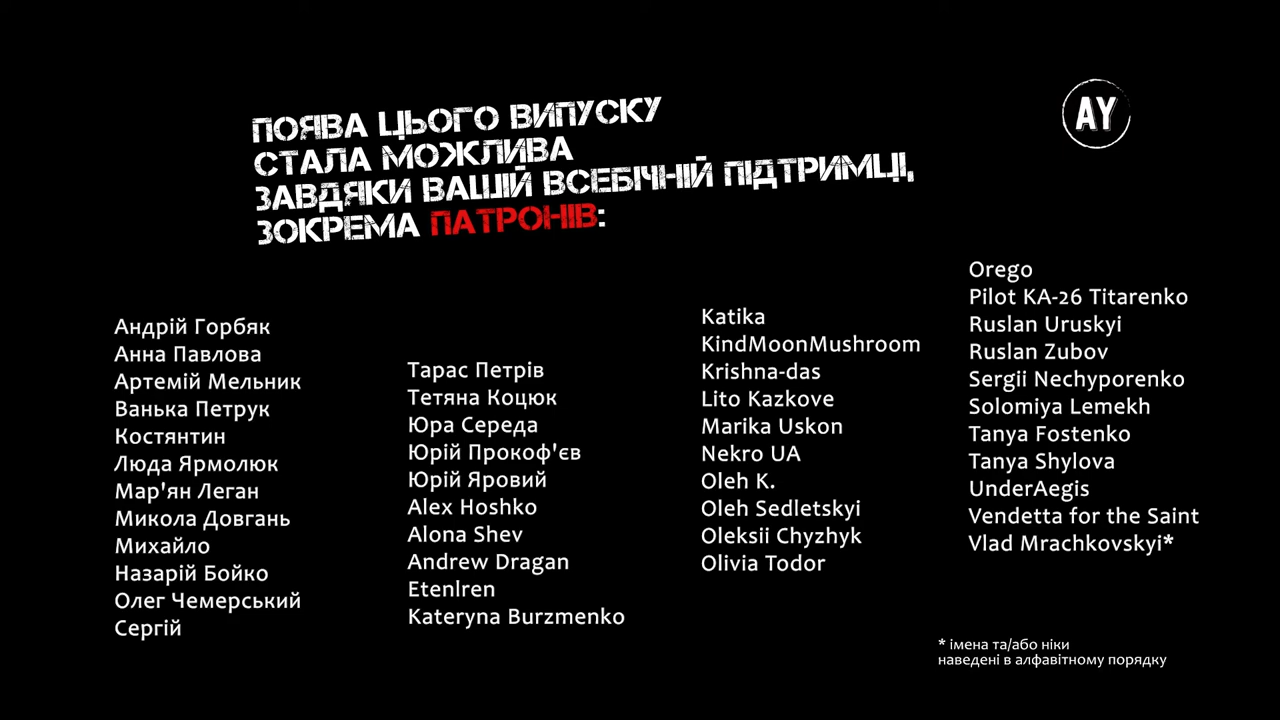 ПОЯВА ЦЬОГО ВИПУСКУ
СТАЛА МОЖЛИВА
ЗАВДЯКИ ВАШІЙ ВСЕБІЧНІЙ ПІДТРИМЦІ,
ЗОКРЕМА ПАТРОНІВ:
AY
Андрій Горбяк
Анна Павлова
Артемій Мельник
Ванька Петрук
Костянтин
Люда Ярмолюк
Мар'ян Леган
Микола Довгань
Михайло
Назарій Бойко
Олег Чемерський
Сергій
Тарас Петрів
Тетяна Коцюк
Юра Середа
Юрій Прокоф'єв
Юрій Яровий
Alex Hoshko
Alona Shev
Andrew Dragan
Etenlren
Kateryna Burzmenko
Katika
KindMoonMushroom
Krishna-das
Lito Kazkove
Marika Uskon
Nekro UA
Oleh K.
Oleh Sedletskyi
Oleksii Chyzhyk
Olivia Todor
Orego
Pilot KA-26 Titarenko
Ruslan Uruskyi
Ruslan Zubov
Sergii Nechyporenko
Solomiya Lemekh
Tanya Fostenko
Tanya Shylova
UnderAegis
Vendetta for the Saint
Vlad Mrachkovskyi*
* імена та/або ніки
наведені в алфавітному порядку